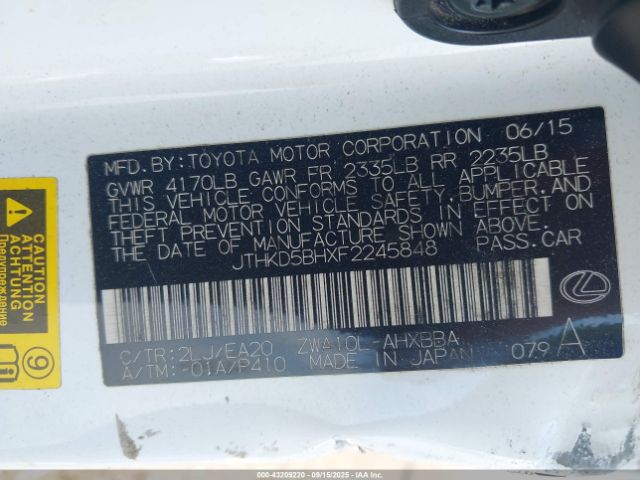 MFD. BY: TOYOTA MOTOR CORPORATION 06/15
GVWR 4170LB GAWR FR 2335LB RR 2235LB
THIS VEHICLE CONFORMS TO ALL APPLICABLE
FEDERAL MOTOR VEHICLE SAFETY, BUMPER, AND
THEFT PREVENTION STANDARDS IN EFFECT ON
THE DATE OF MANUFACTURE SHOWN ABOVE.
JTHKD5BHXF2245848 PASS.CAR
C/TR: 2LJ/EA20 ZWA10L-AHXBBA
A/TM: -01A/P410 MADE IN JAPAN 079 A
CAUTION
ATTENTION
Предупреждение
9
000-43209220 - 09/15/2025 - IAAI - COPART